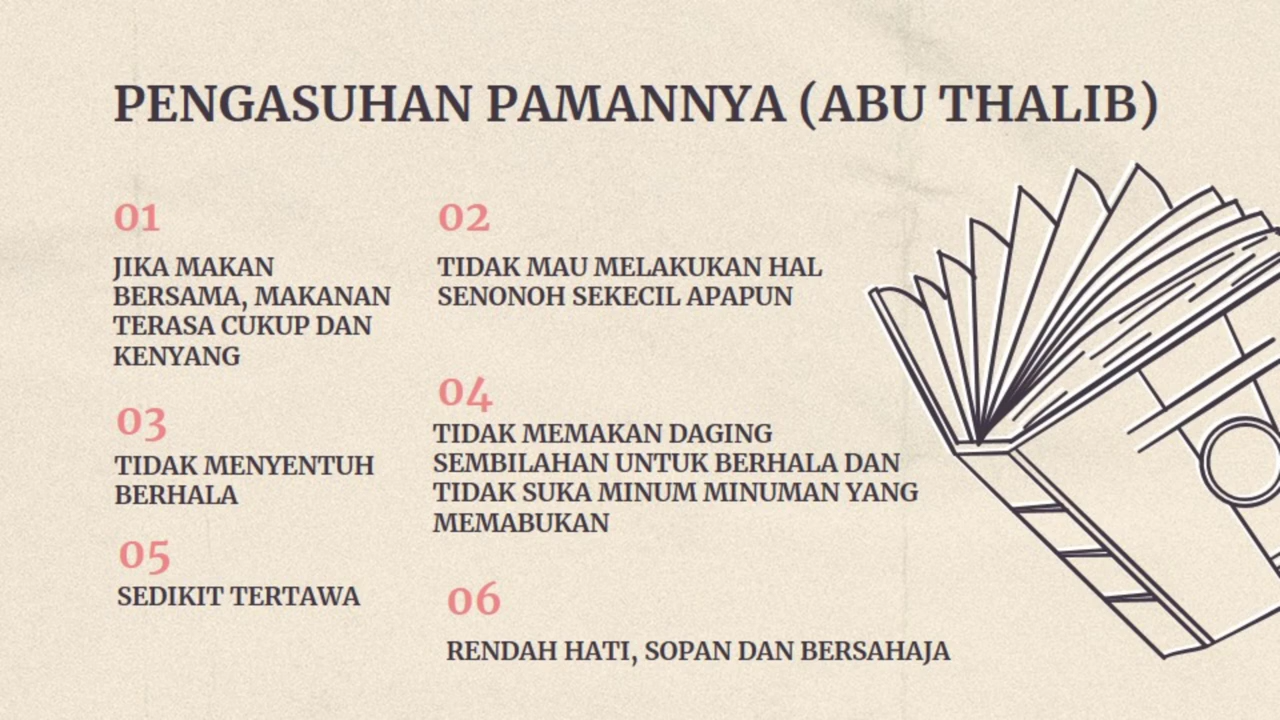 PENGASUHAN PAMANNYA (ABU THALIB)
01
JIKA MAKAN
BERSAMA, MAKANAN
TERASA CUKUP DAN
KENYANG
02
TIDAK MAU MELAKUKAN HAL
SENONOH SEKECIL APAPUN
03
TIDAK MENYENTUH
BERHALA
04
TIDAK MEMAKAN DAGING
SEMBILAHAN UNTUK BERHALA DAN
TIDAK SUKA MINUM MINUMAN YANG
MEMABUKAN
05
SEDIKIT TERTAWA
06
RENDAH HATI, SOPAN DAN BERSAHAJA